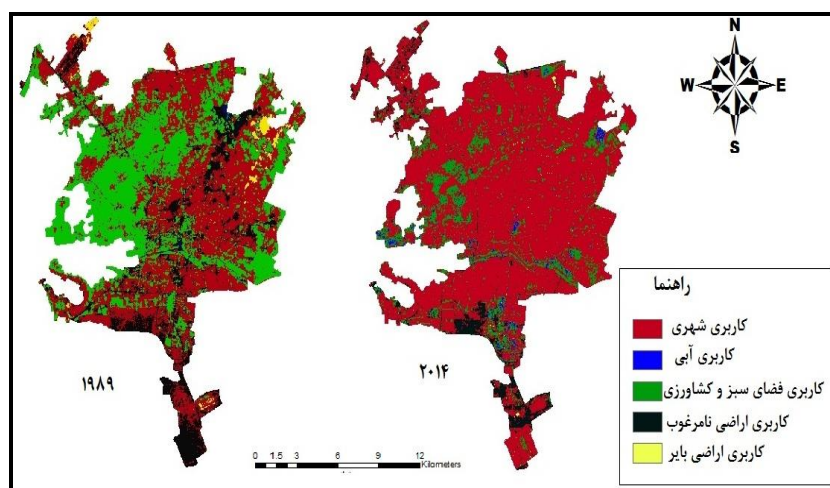 N
W E
S
راهنما
کاربری شهری
کاربری آبی
کاربری فضای سبز و کشاورزی
کاربری اراضی نامرغوب
کاربری اراضی بایر
۱۹۸۹
۲۰۱۴
0 1.5 3 6 9 12
Kilometers